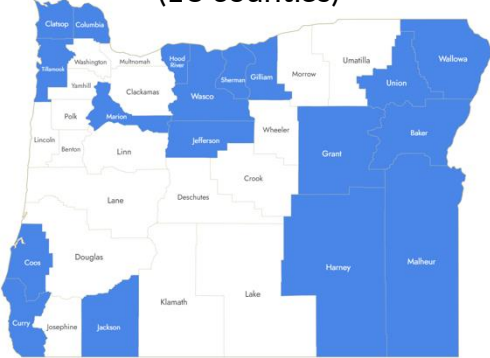 counties)
Clatsop
Columbia
Tillamook
Washington
Multnomah
Hood
River
Sherman
Gilliam
Morrow
Umatilla
Union
Wallowa
Yamhill
Clackamas
Wasco
Polk
Marion
Jefferson
Wheeler
Grant
Baker
Lincoln
Benton
Linn
Crook
Lane
Deschutes
Coos
Douglas
Harney
Malheur
Curry
Josephine
Jackson
Klamath
Lake